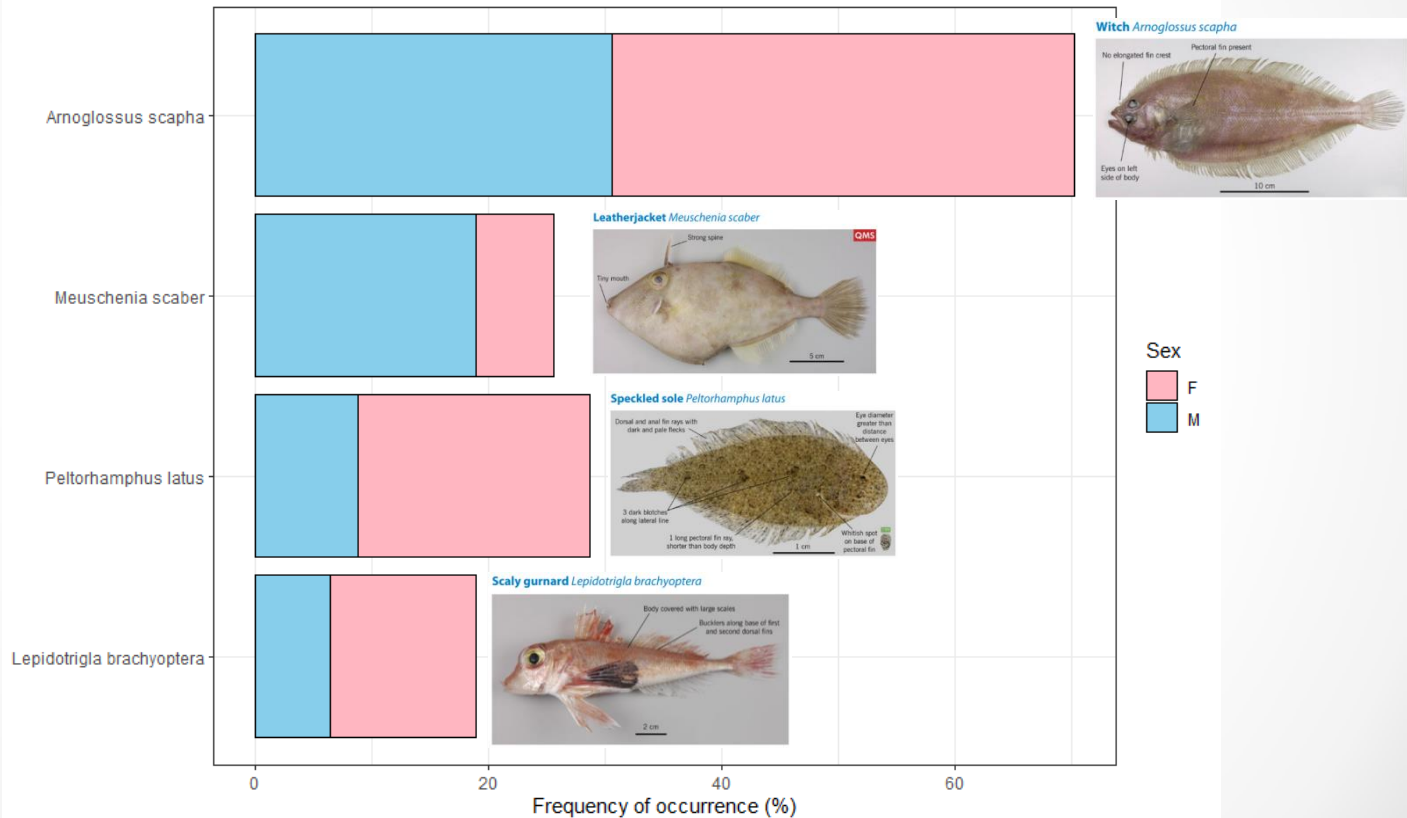 Arnoglossus scapha
Meuschenia scaber
Peltorhamphus latus
Lepidotrigla brachyoptera
0
20
40
60
Frequency of occurrence (%)
Witch Arnoglossus scapha
No elongated fin crest
Pectoral fin present
Eyes on left
side of body
10 cm
Leatherjacket Meuschenia scaber
QMS
Strong spine
Tiny mouth
5 cm
Speckled sole Peltorhamphus latus
Dorsal and anal fin rays with
dark and pale flecks
Eye diameter
greater than
distance
between eyes
3 dark blotches
along lateral line
1 long pectoral fin ray,
shorter than body depth
1 cm
Whitish spot
on base of
pectoral fin
Scaly gurnard Lepidotrigla brachyoptera
Body covered with large scales
Bucklers along base of first
and second dorsal fins
2 cm
Sex
F
M